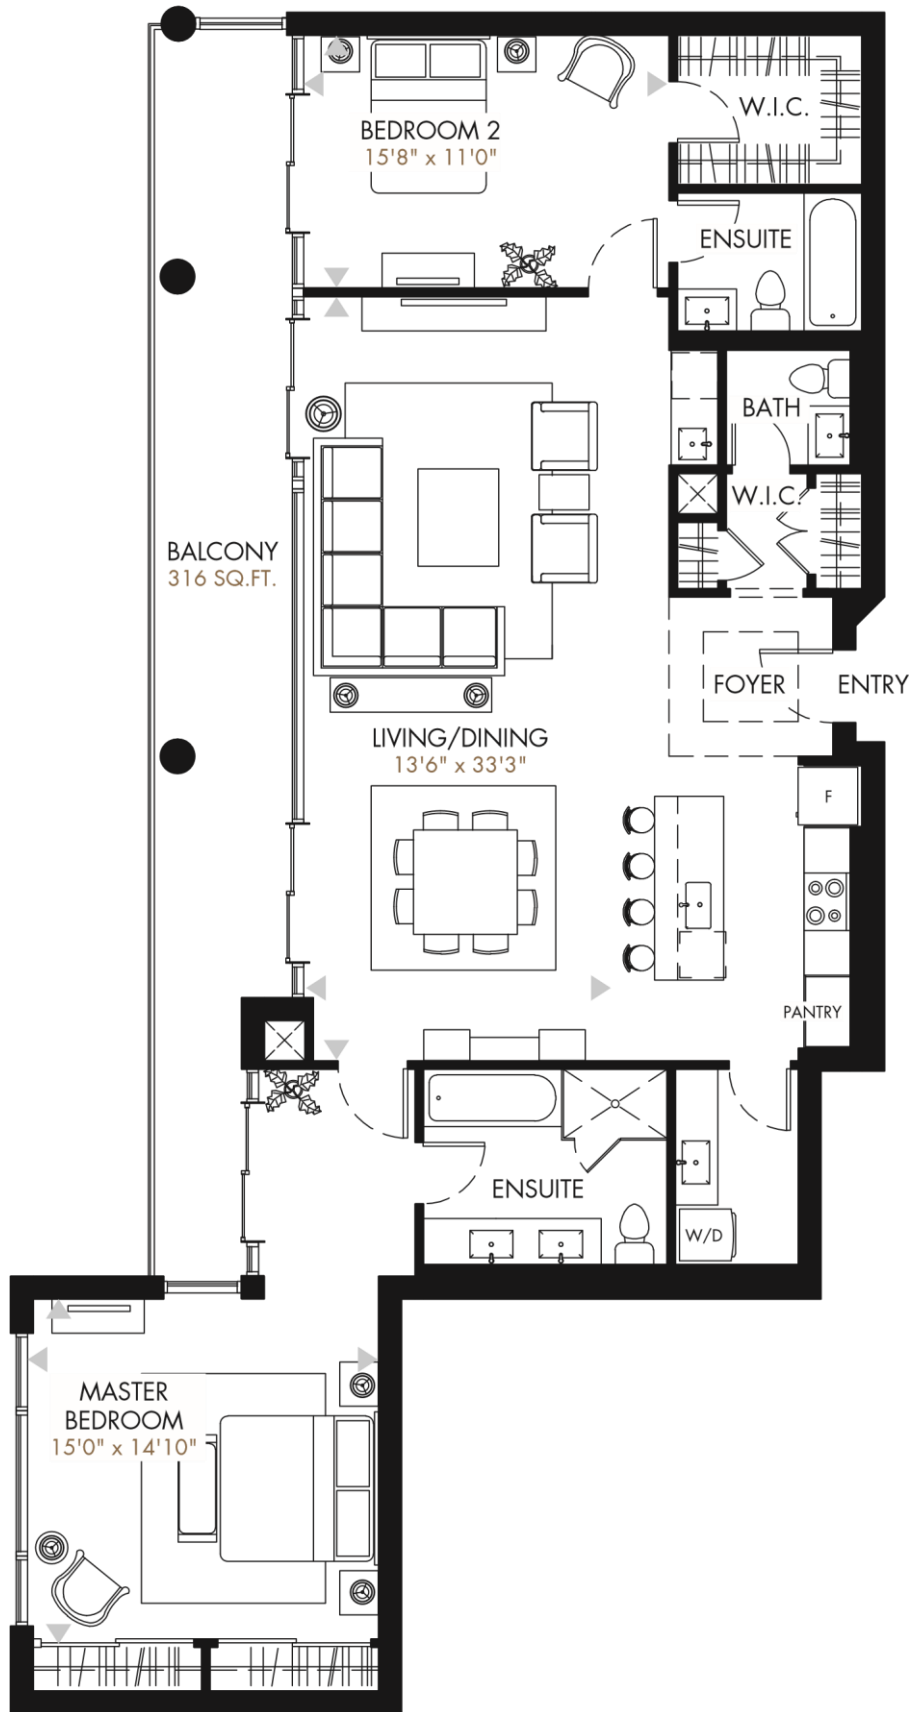 W.I.C.
BEDROOM 2
15'8" x 11'0"
ENSUITE
BATH
W.I.C.
BALCONY
316 SQ.FT.
FOYER
ENTRY
LIVING/DINING
13'6" x 33'3"
F
PANTRY
ENSUITE
W/D
MASTER
BEDROOM
15'0" x 14'10"